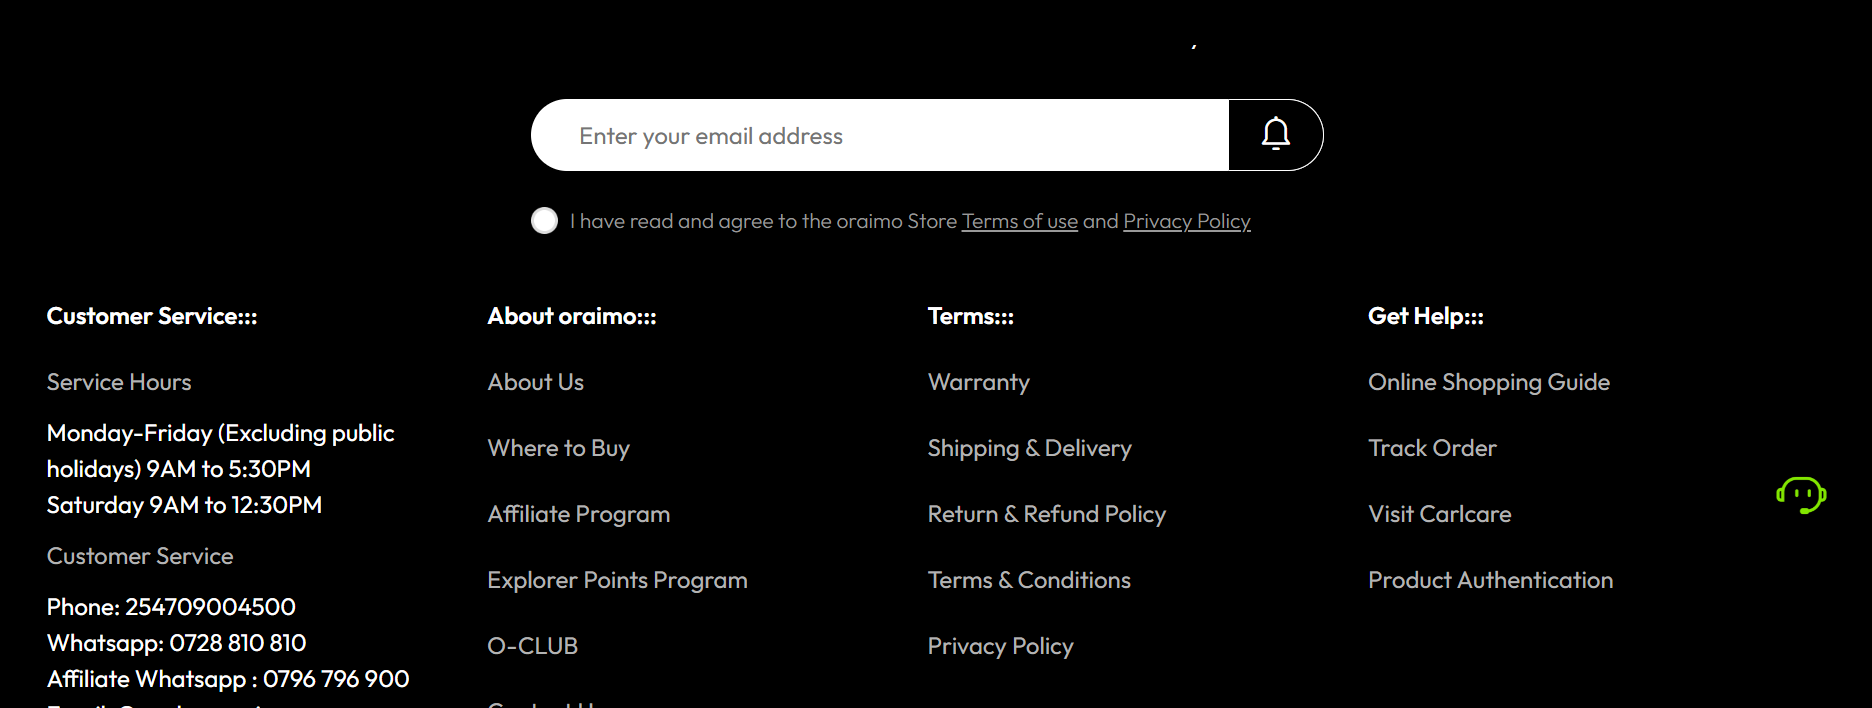 Enter your email address
I have read and agree to the oraimo Store Terms of use and Privacy Policy
Customer Service:::
Service Hours
Monday-Friday (Excluding public
holidays) 9AM to 5:30PM
Saturday 9AM to 12:30PM
Customer Service
Phone: 254709004500
Whatsapp: 0728 810 810
Affiliate Whatsapp : 0796 796 900
About oraimo:::
About Us
Where to Buy
Affiliate Program
Explorer Points Program
O-CLUB
Terms:::
Warranty
Shipping & Delivery
Return & Refund Policy
Terms & Conditions
Privacy Policy
Get Help:::
Online Shopping Guide
Track Order
Visit Carlcare
Product Authentication